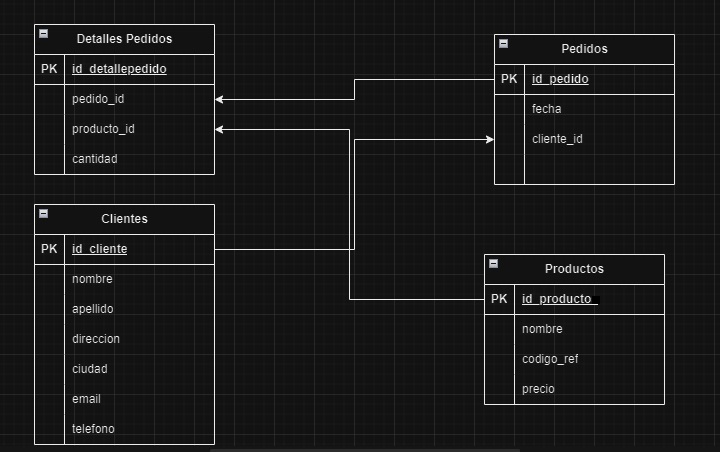 Detalles Pedidos
PK id_detallepedido
pedido_id
producto_id
cantidad
Pedidos
PK id_pedido
fecha
cliente_id
Clientes
PK id_cliente
nombre
apellido
direccion
ciudad
email
telefono
Productos
PK id_producto_
nombre
codigo_ref
precio